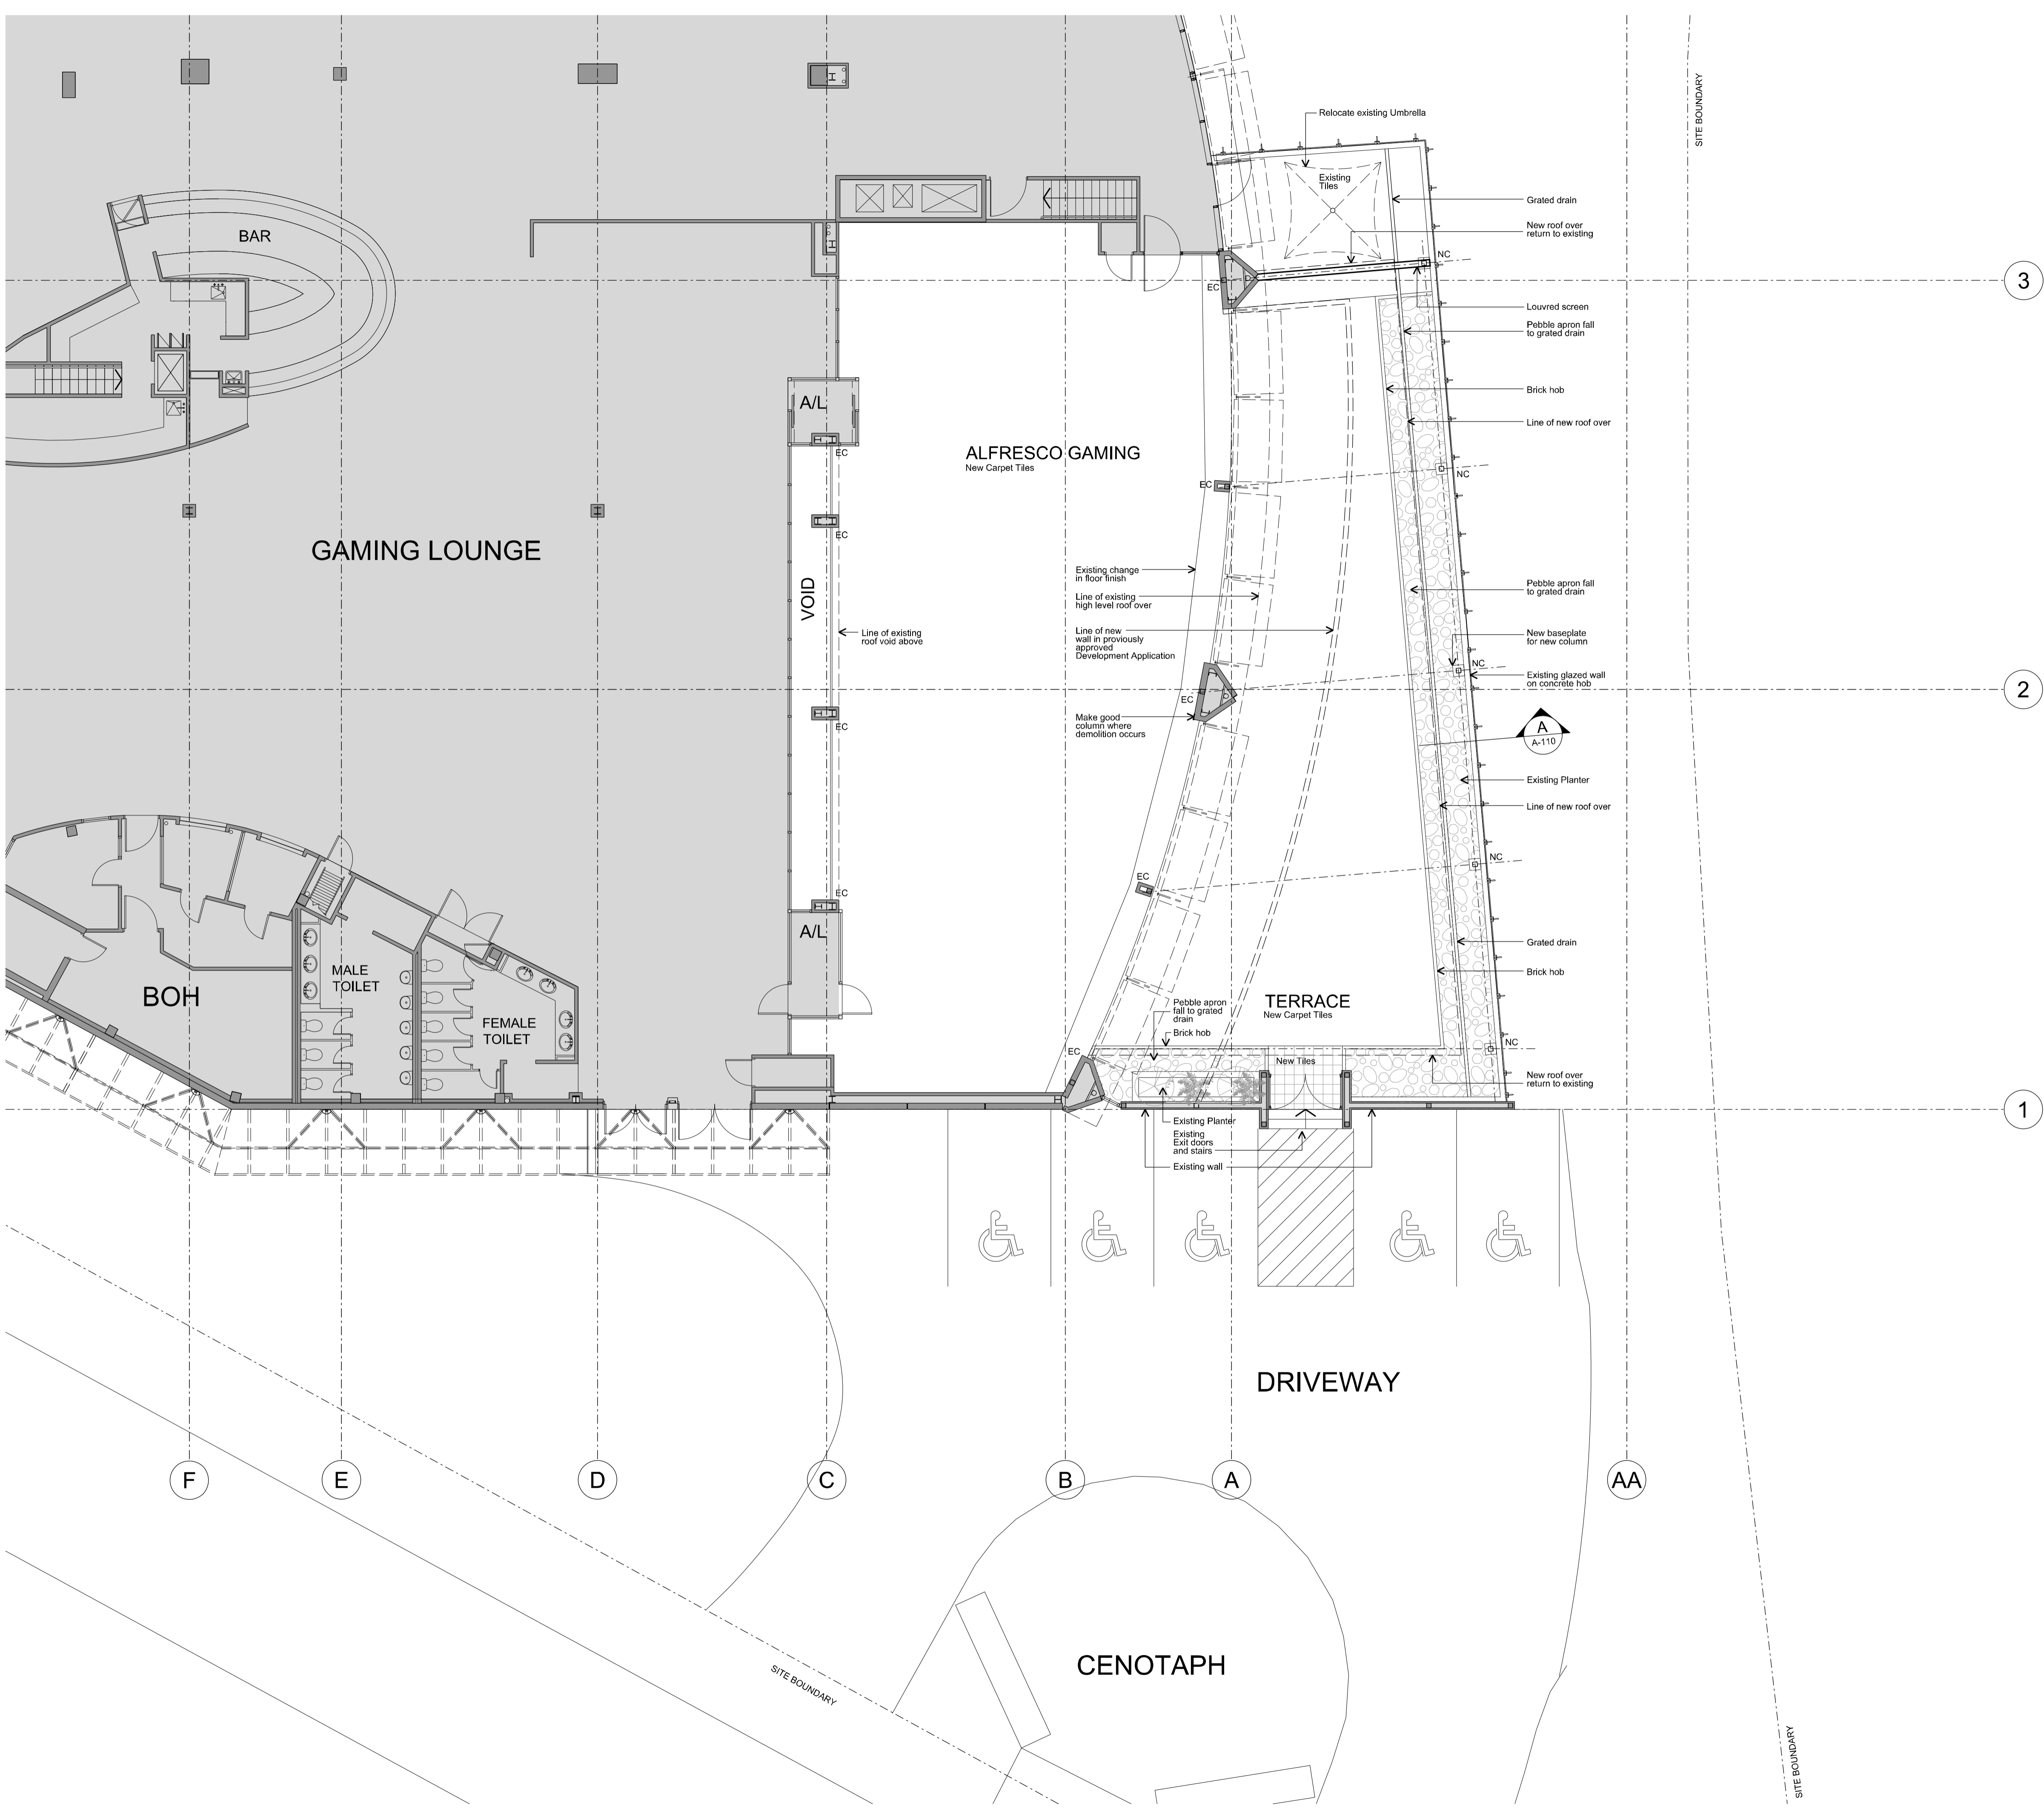 SITE BOUNDARY
Relocate existing Umbrella
Existing
Tiles
Grated drain
New roof over
return to existing
NC
BAR
EC
3
Louvred screen
Pebble apron fall
to grated drain
Brick hob
A/L
Line of new roof over
EC
ALFRESCO GAMING
New Carpet Tiles
NC
EC
GAMING LOUNGE
EC
VOID
Existing change
in floor finish
Line of existing
high level roof over
Pebble apron fall
to grated drain
Line of existing
roof void above
Line of new
wall in proviously
approved
Development Application
New baseplate
for new column
NC
Existing glazed wall
on concrete hob
2
EC
EC
Make good
column where
demolition occurs
A
A-110
Existing Planter
Line of new roof over
NC
EC
EC
A/L
Grated drain
Brick hob
MALE
TOILET
BOH
FEMALE
TOILET
TERRACE
New Carpet Tiles
Pebble apron
fall to grated
drain
Brick hob
EC
NC
New Tiles
New roof over
return to existing
1
Existing Planter
Existing
Exit doors
and stairs
Existing wall
DRIVEWAY
F
E
D
C
B
A
AA
CENOTAPH
SITE BOUNDARY
SITE BOUNDARY